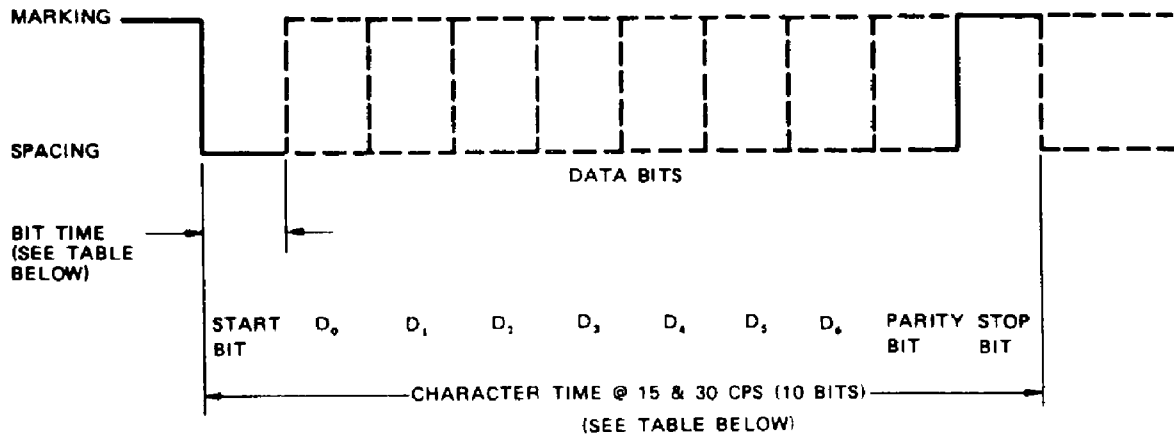 MARKING
SPACING
DATA BITS
BIT TIME
(SEE TABLE
BELOW)
START BIT D₀ D₁ D₂ D₃ D₄ D₅ D₆ PARITY BIT STOP BIT
CHARACTER TIME @ 15 & 30 CPS (10 BITS)
(SEE TABLE BELOW)